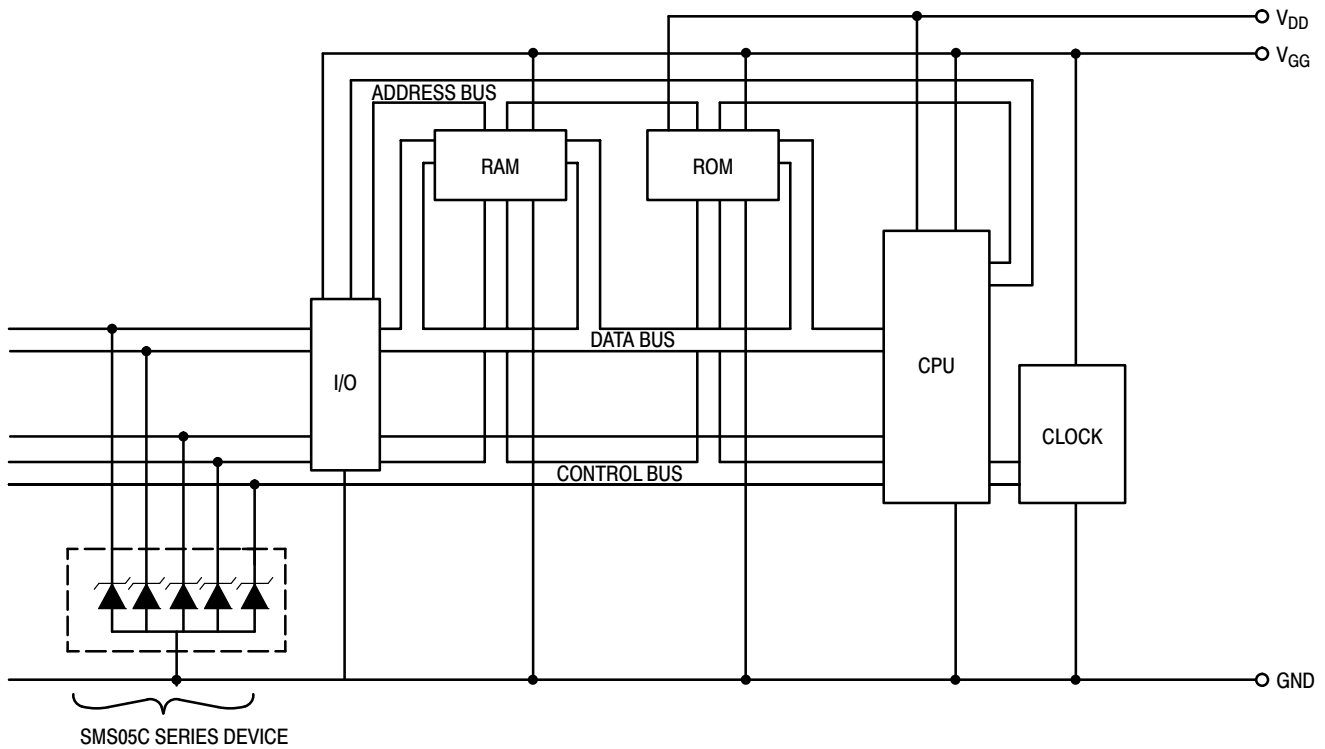 VDD
VGG
ADDRESS BUS
RAM
ROM
DATA BUS
I/O
CPU
CLOCK
CONTROL BUS
GND
SMS05C SERIES DEVICE